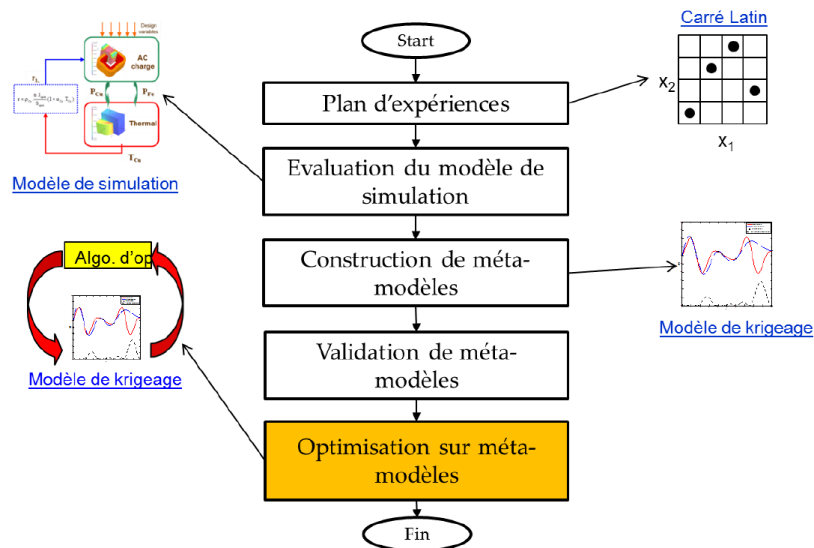 Start
Plan d'expériences
Evaluation du modèle de
simulation
Construction de méta-
modèles
Validation de méta-
modèles
Optimisation sur méta-
modèles
Fin
Design
variables
AC
charge
Thermal
Modèle de simulation
Carré Latin
x2
x1
Modèle de krigeage
Algo. d'op
Modèle de krigeage